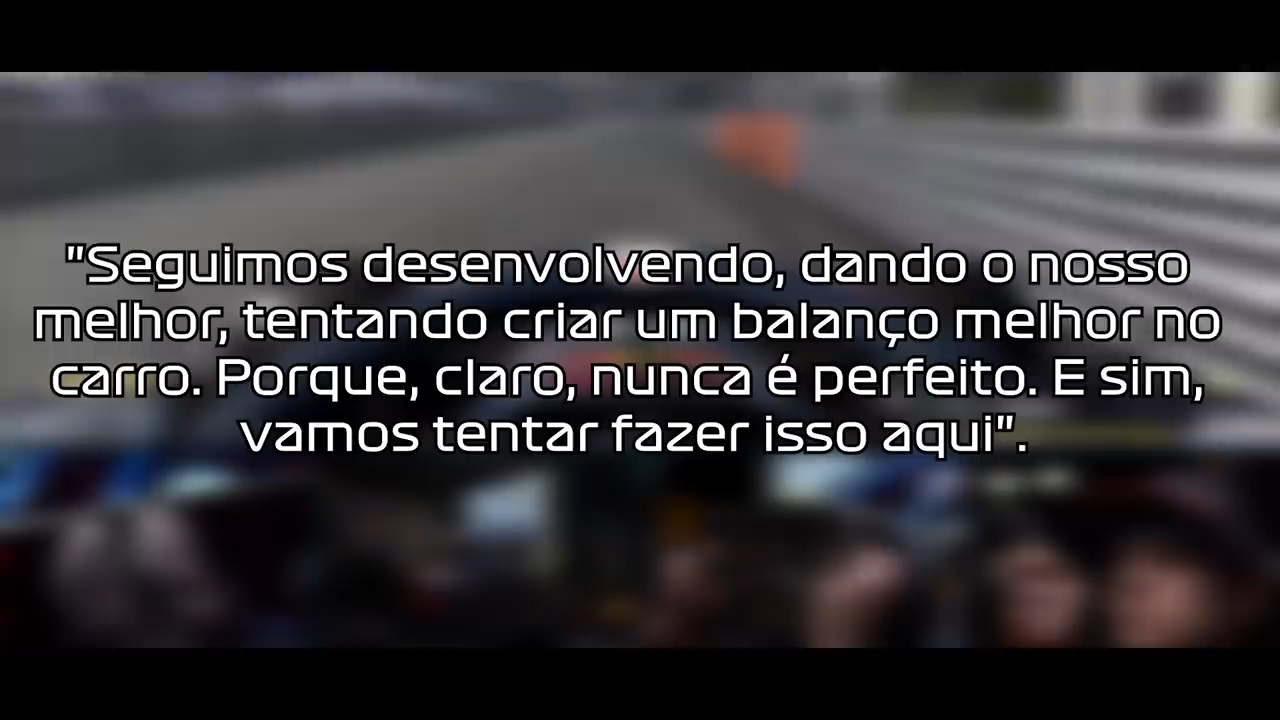 "Seguimos desenvolvendo, dando o nosso
melhor, tentando criar um balanço melhor no
carro. Porque, claro, nunca é perfeito. E sim,
vamos tentar fazer isso aqui".